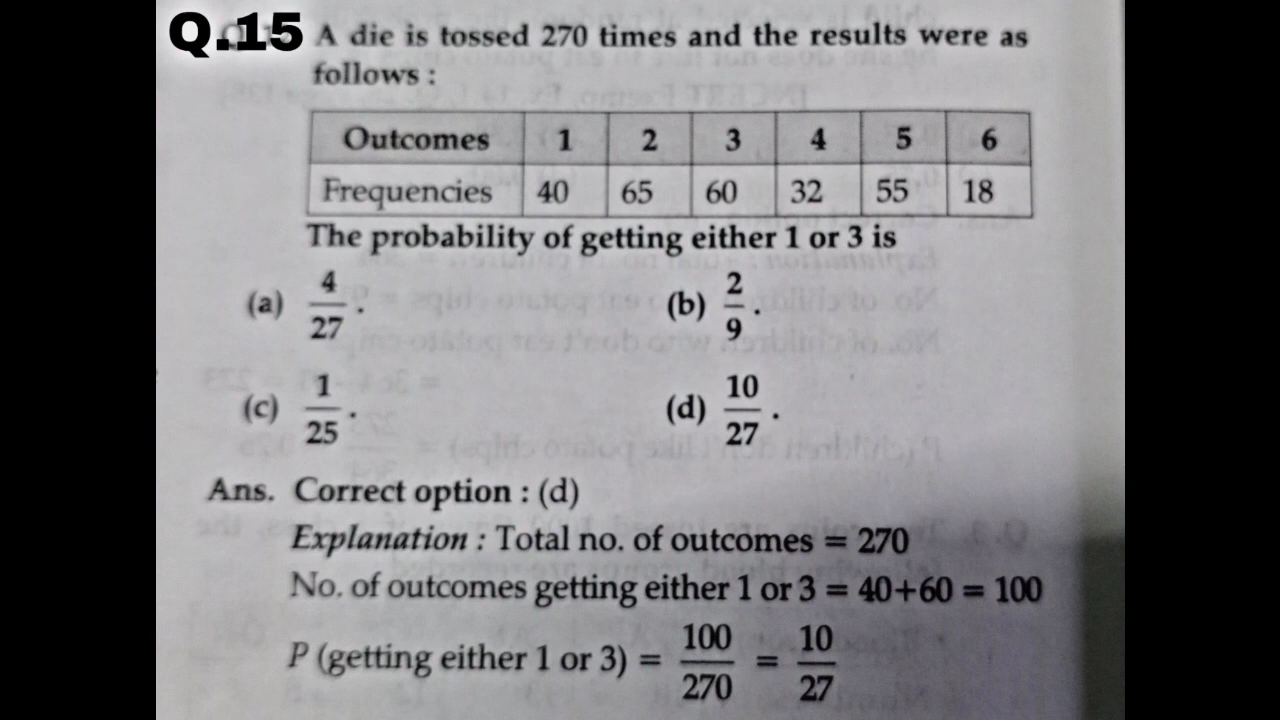 Q.15 A die is tossed 270 times and the results were as
follows :
Outcomes 1 2 3 4 5 6
Frequencies 40 65 60 32 55 18
The probability of getting either 1 or 3 is
(a) 4/27 . (b) 2/9 .
(c) 1/25 . (d) 10/27 .
Ans. Correct option : (d)
Explanation : Total no. of outcomes = 270
No. of outcomes getting either 1 or 3 = 40+60 = 100
P (getting either 1 or 3) = 100/270 = 10/27